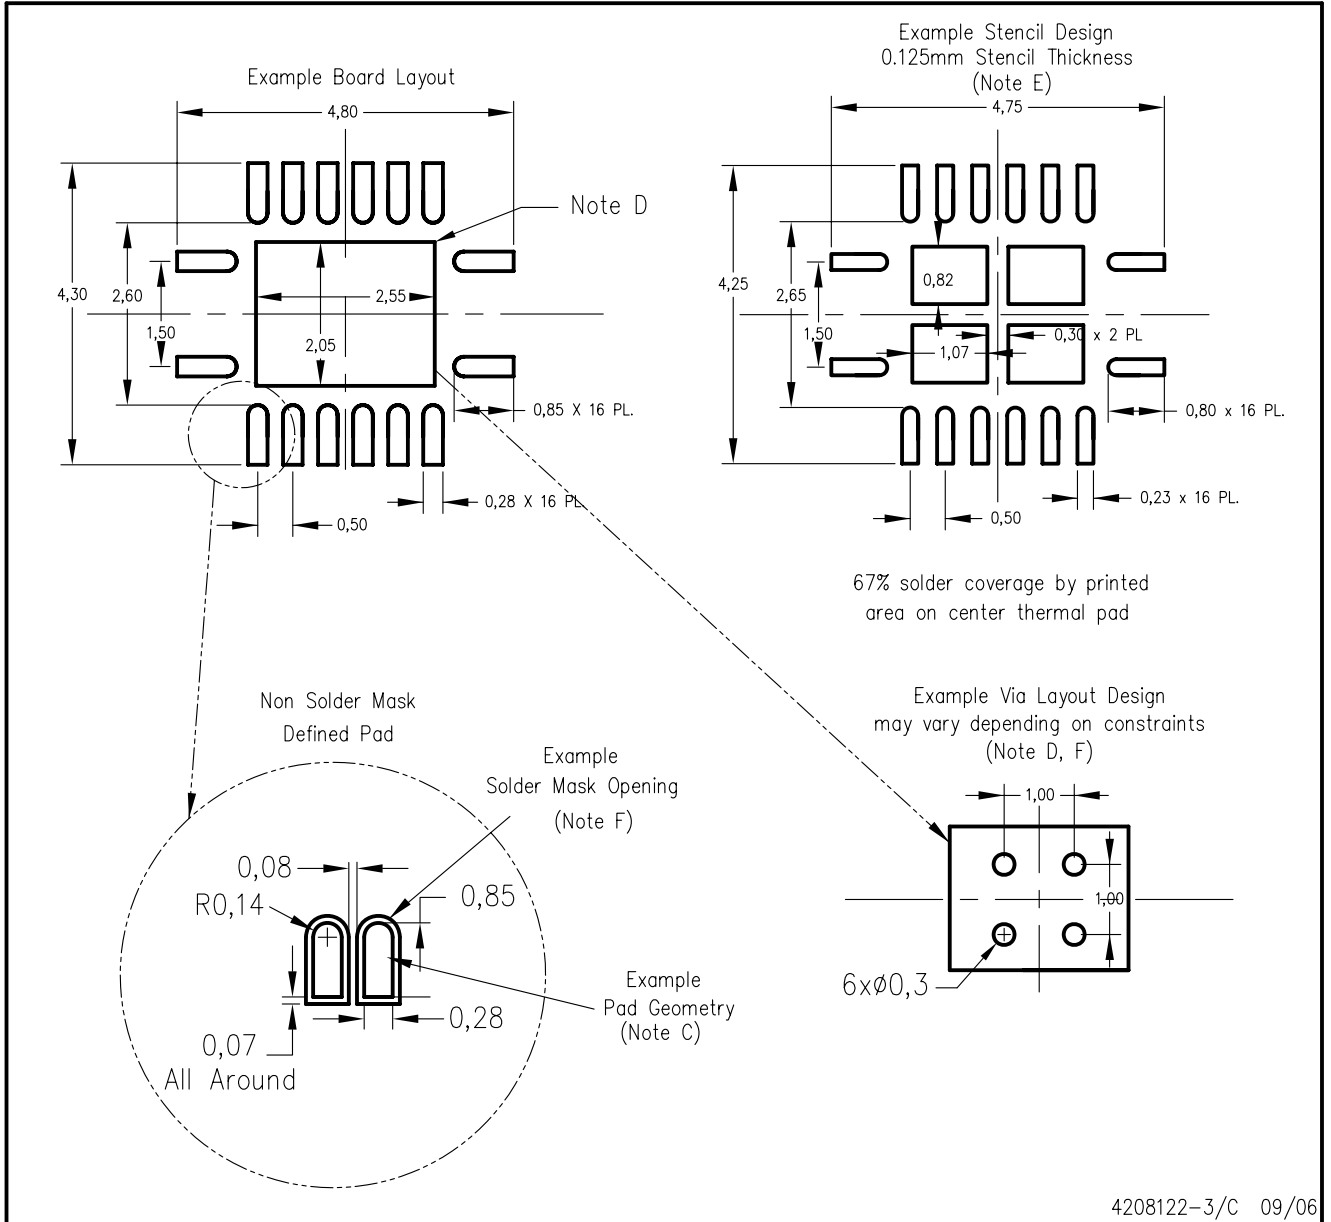 Example Board Layout
4,80
4,30
2,60
1,50
2,55
2,05
Note D
0,85 X 16 PL.
0,28 X 16 PL
0,50
Example Stencil Design
0.125mm Stencil Thickness
(Note E)
4,75
4,25
2,65
1,50
0,82
0,30 x 2 PL
1,07
0,80 x 16 PL.
0,23 x 16 PL.
0,50
67% solder coverage by printed
area on center thermal pad
Non Solder Mask
Defined Pad
Example
Solder Mask Opening
(Note F)
0,08
R0,14
0,85
Example
Pad Geometry
(Note C)
0,28
0,07
All Around
Example Via Layout Design
may vary depending on constraints
(Note D, F)
1,00
1,00
6xø0,3
4208122-3/C 09/06